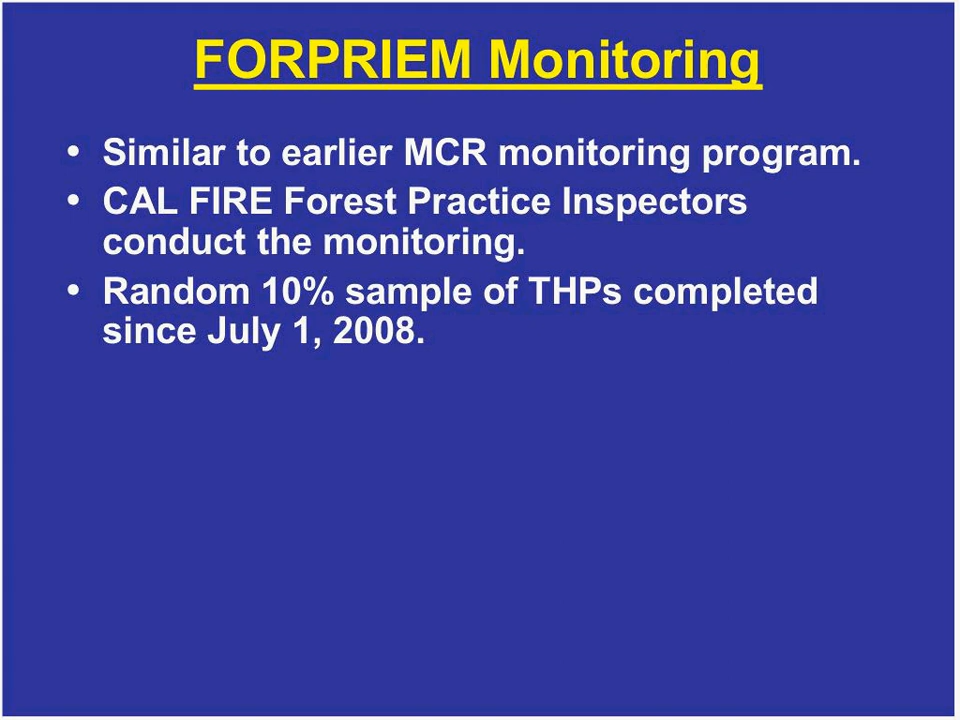 FORPRIEM Monitoring
• Similar to earlier MCR monitoring program.
• CAL FIRE Forest Practice Inspectors
conduct the monitoring.
• Random 10% sample of THPs completed
since July 1, 2008.